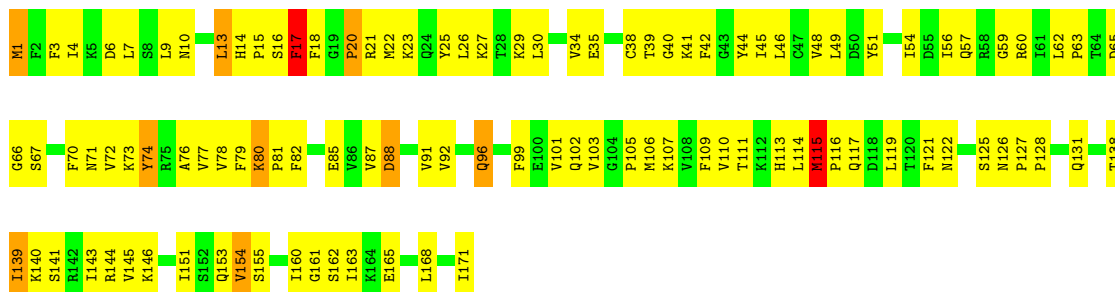 M1 F2 F3 I4 K5 D6 L7 S8 L9 N10 L13 H14 P15 S16 F17 F18 G19 P20 R21 M22 K23 Q24 Y25 L26 K27 T28 K29 L30 V34 E35 C38 T39 G40 K41 F42 G43 Y44 I45 L46 C47 V48 L49 D50 Y51 I54 D55 I56 Q57 R58 G59 R60 I61 L62 P63 T64
G66 S67 F70 N71 V72 K73 Y74 R75 A76 V77 V78 F79 K80 P81 F82 E85 V86 V87 D88 V91 V92 Q96 F99 E100 V101 Q102 V103 G104 P105 M106 K107 V108 F109 V110 T111 K112 H113 L114 M115 P116 Q117 D118 L119 T120 F121 N122 S125 N126 P127 P128 Q131 T138
I139 K140 S141 R142 I143 R144 V145 K146 I151 S152 Q153 V154 S155 I160 G161 S162 I163 K164 E165 L168 I171